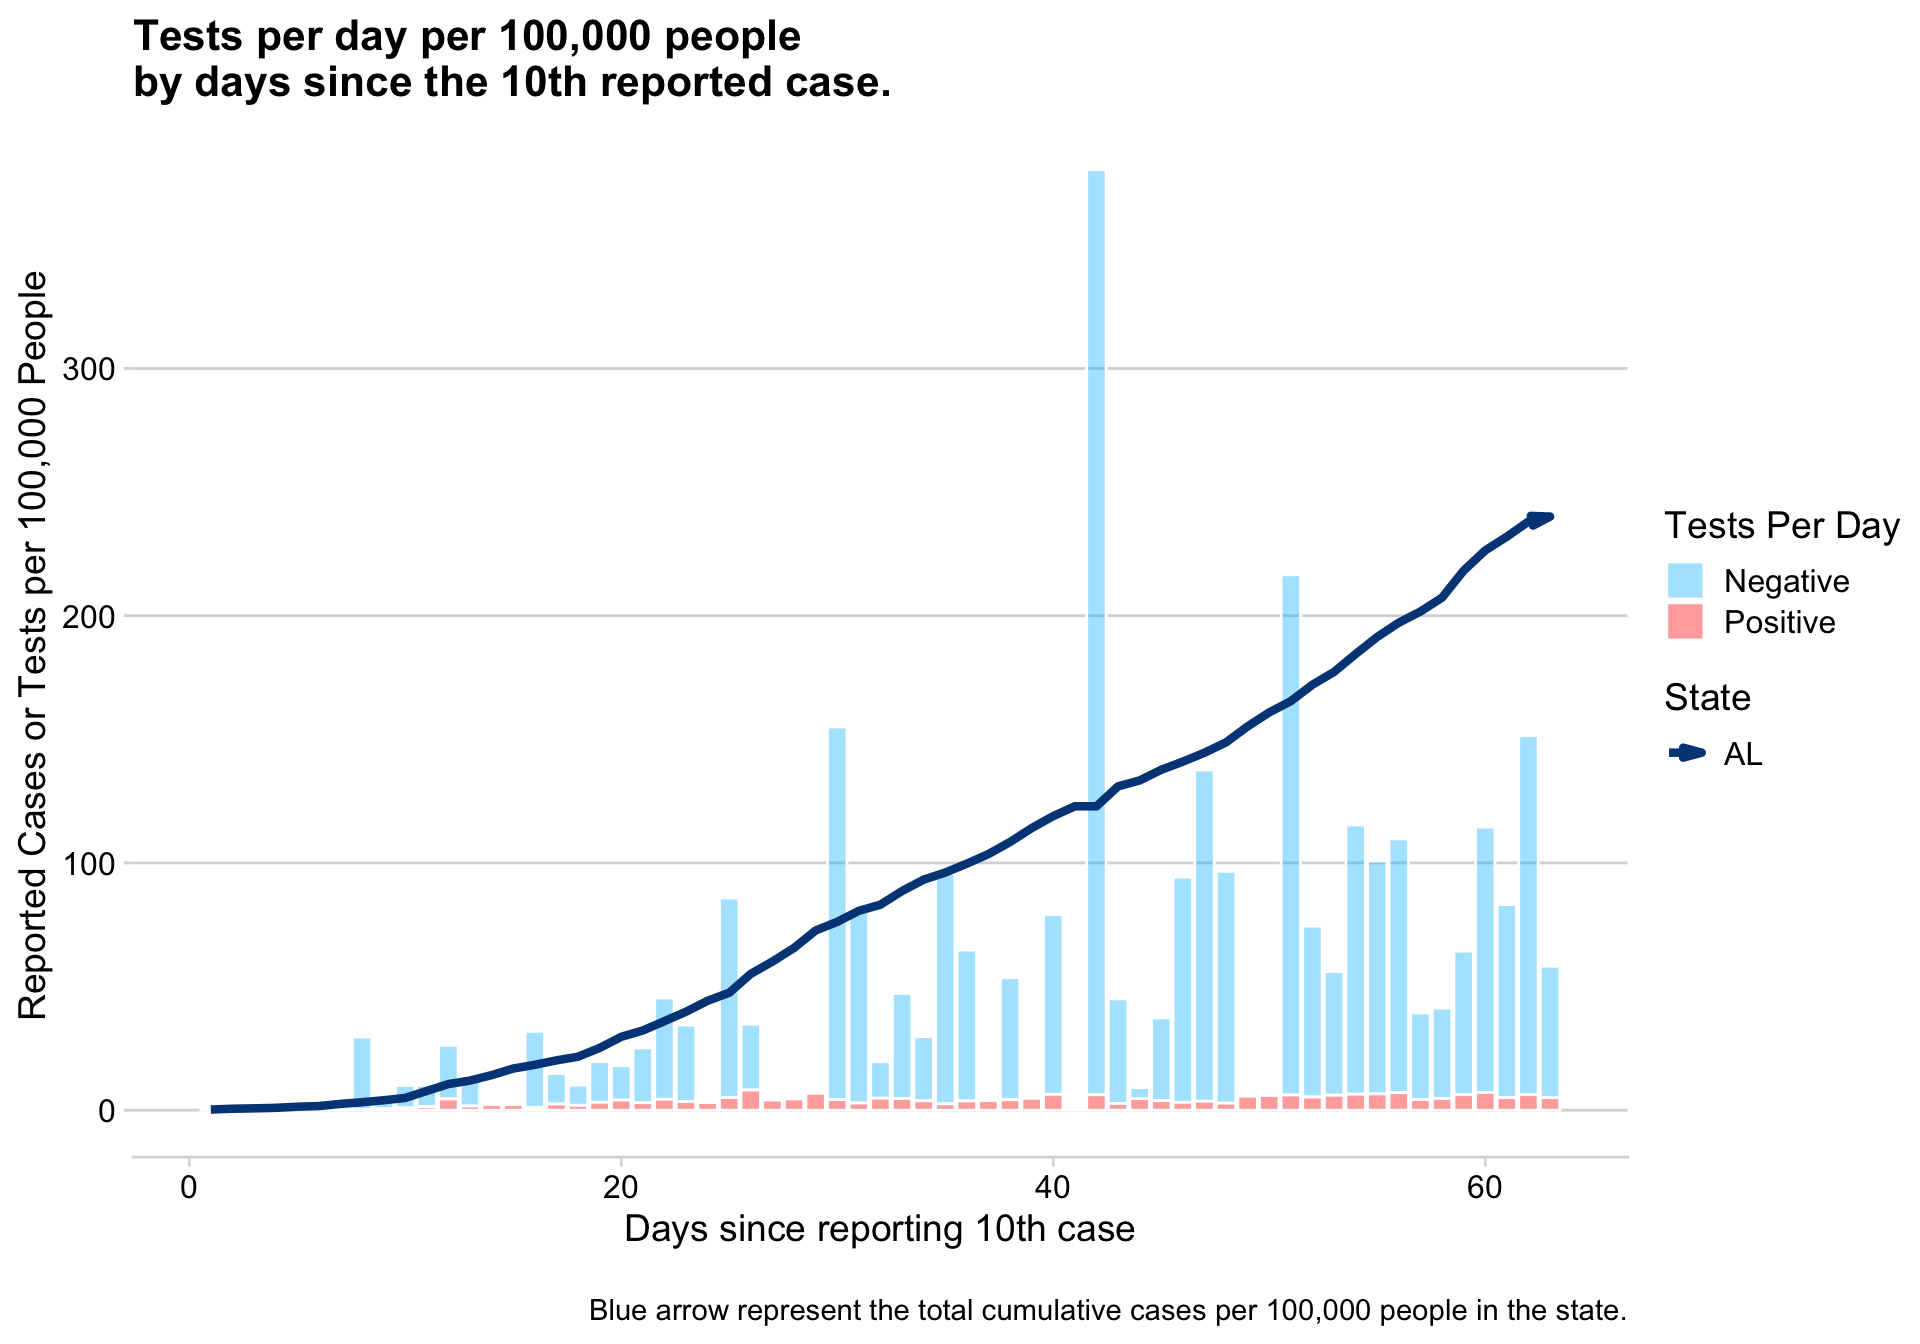 Tests per day per 100,000 people
by days since the 10th reported case.
Reported Cases or Tests per 100,000 People
300
200
100
0
0
20
40
60
Days since reporting 10th case
Tests Per Day
Negative
Positive
State
AL
Blue arrow represent the total cumulative cases per 100,000 people in the state.